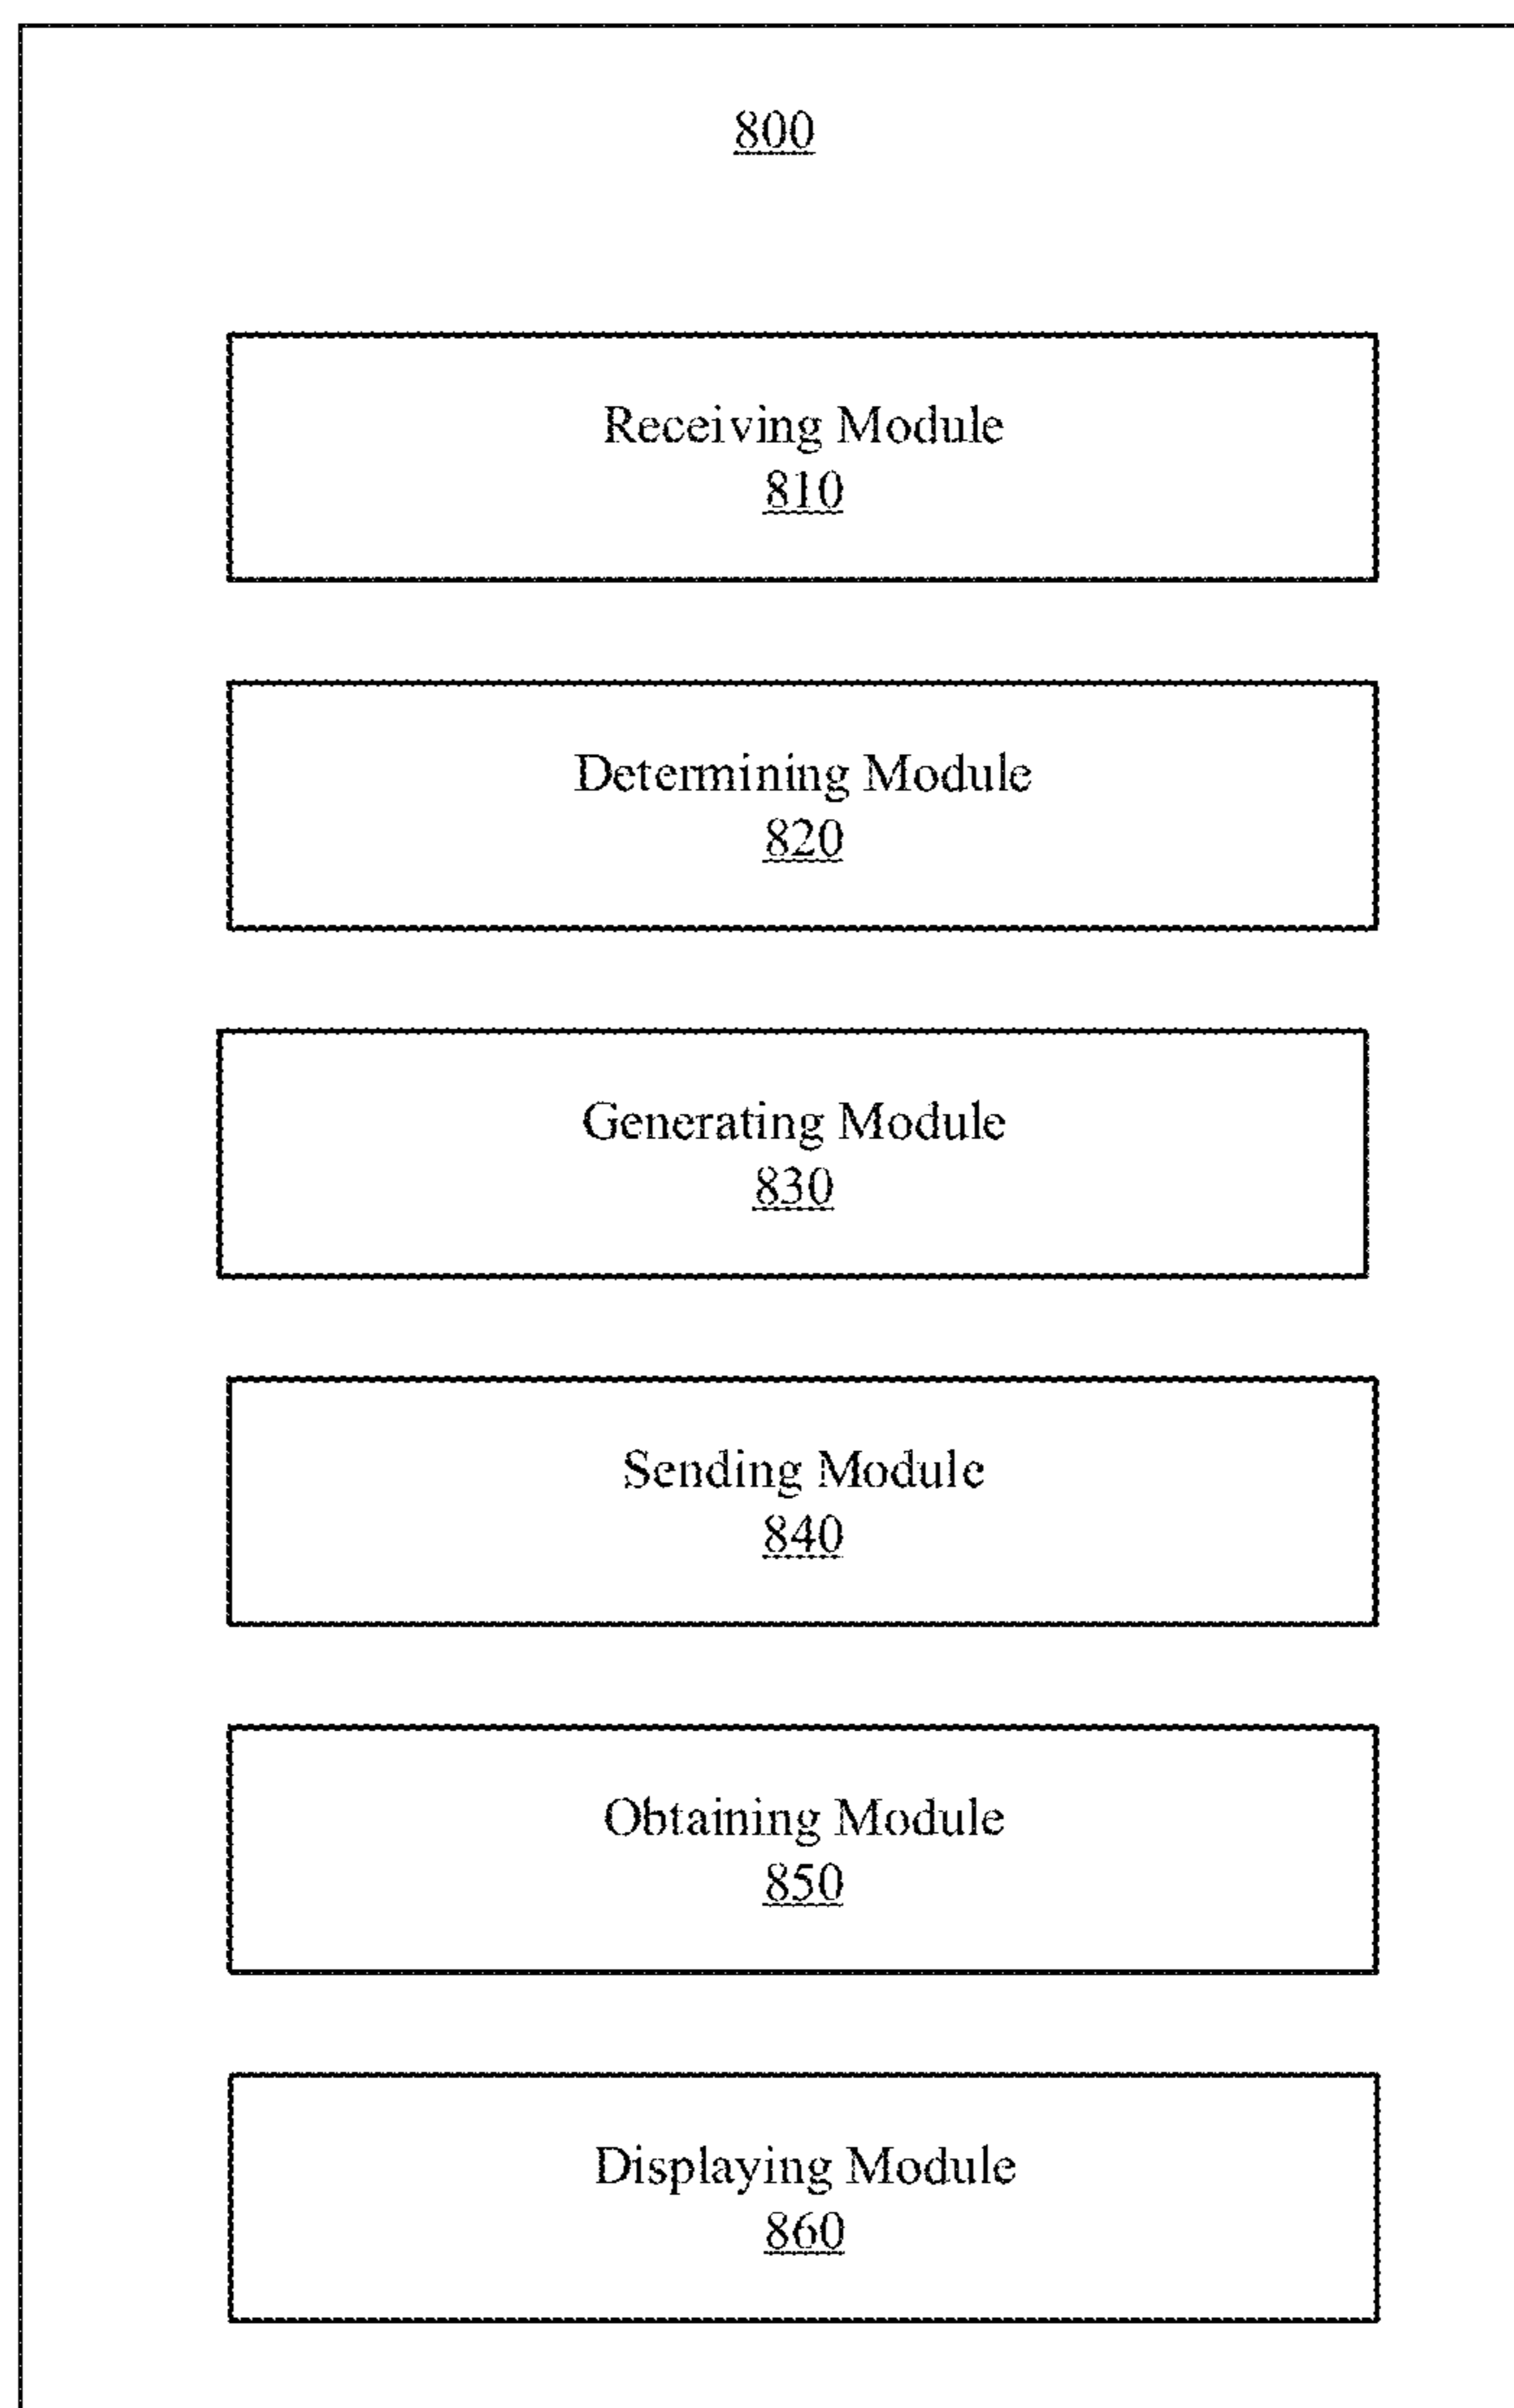 800
Receiving Module
810
Determining Module
820
Generating Module
830
Sending Module
840
Obtaining Module
850
Displaying Module
860